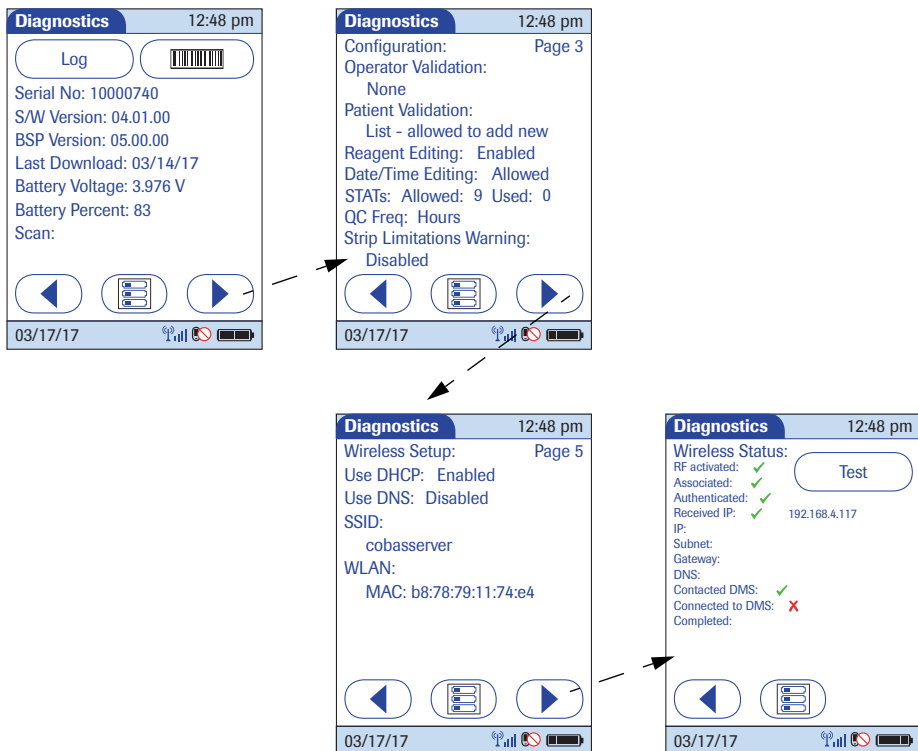 Diagnostics 12:48 pm
Log
Serial No: 10000740
S/W Version: 04.01.00
BSP Version: 05.00.00
Last Download: 03/14/17
Battery Voltage: 3.976 V
Battery Percent: 83
Scan:
03/17/17
Diagnostics 12:48 pm
Configuration: Page 3
Operator Validation:
None
Patient Validation:
List - allowed to add new
Reagent Editing: Enabled
Date/Time Editing: Allowed
STATs: Allowed: 9 Used: 0
QC Freq: Hours
Strip Limitations Warning:
Disabled
03/17/17
Diagnostics 12:48 pm
Wireless Setup: Page 5
Use DHCP: Enabled
Use DNS: Disabled
SSID:
cobasserver
WLAN:
MAC: b8:78:79:11:74:e4
03/17/17
Diagnostics 12:48 pm
Wireless Status:
Test
RF activated: ✓
Associated: ✓
Authenticated: ✓
Received IP: ✓ 192.168.4.117
IP:
Subnet:
Gateway:
DNS:
Contacted DMS: ✓
Connected to DMS: ✗
Completed:
03/17/17